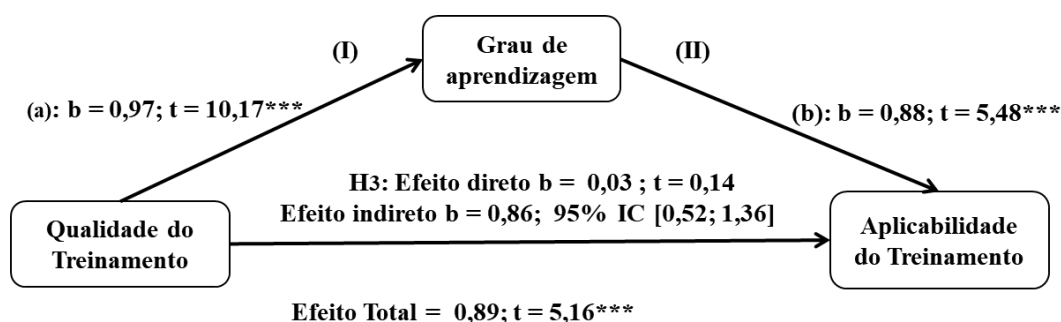 (I)
Grau de
aprendizagem
(II)
(a): b = 0,97; t = 10,17***
(b): b = 0,88; t = 5,48***
H3: Efeito direto b = 0,03 ; t = 0,14
Efeito indireto b = 0,86; 95% IC [0,52; 1,36]
Qualidade do
Treinamento
Aplicabilidade
do Treinamento
Efeito Total = 0,89; t = 5,16***